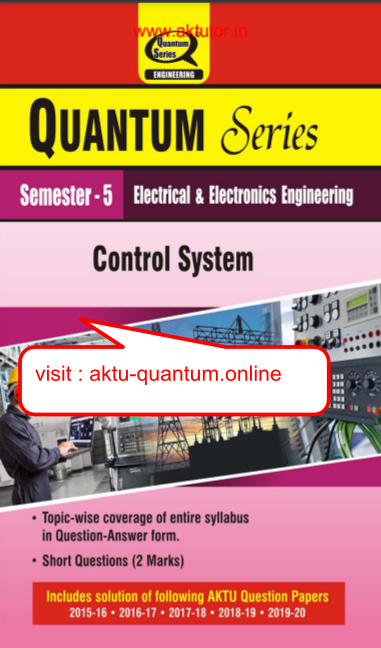 www.aktutor.in
Quantum
Series
ENGINEERING
QUANTUM Series
Semester - 5 Electrical & Electronics Engineering
Control System
visit : aktu-quantum.online
• Topic-wise coverage of entire syllabus
in Question-Answer form.
• Short Questions (2 Marks)
Includes solution of following AKTU Question Papers
2015-16 • 2016-17 • 2017-18 • 2018-19 • 2019-20